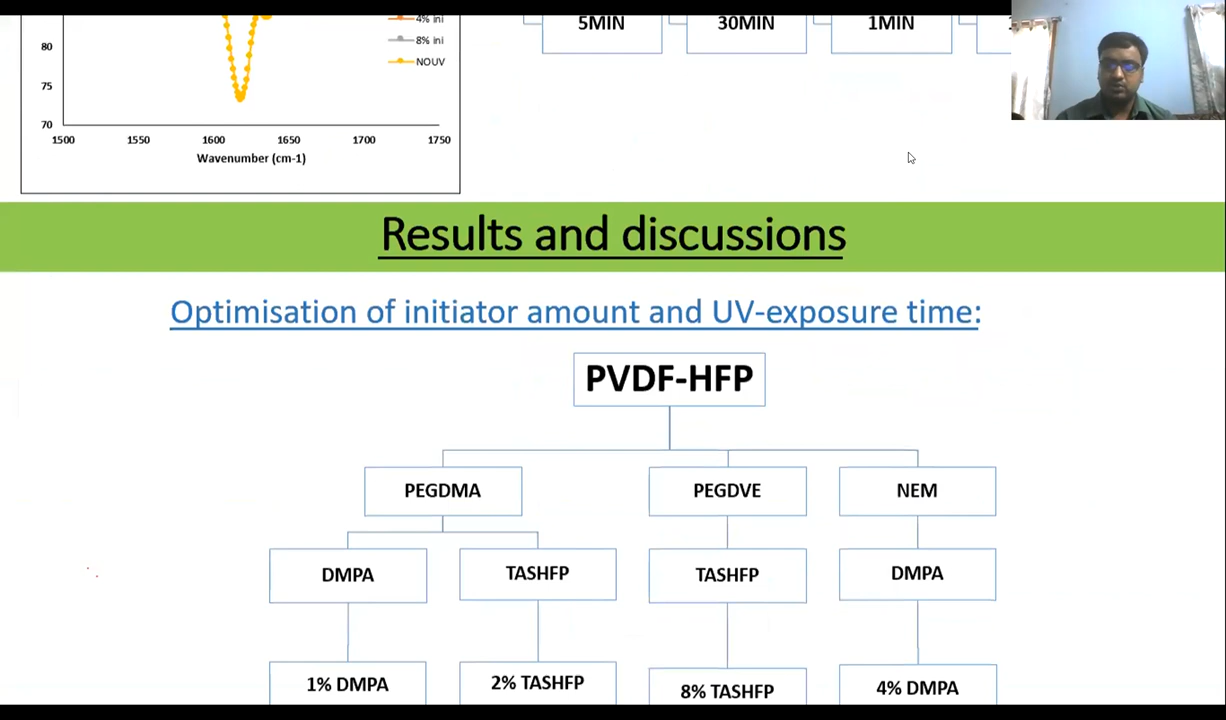 4% ini
80
8% ini
NOUV
75
70
1500 1550 1600 1650 1700 1750
Wavenumber (cm-1)
5MIN 30MIN 1MIN
Results and discussions
Optimisation of initiator amount and UV-exposure time:
PVDF-HFP
PEGDMA PEGDVE NEM
DMPA TASHFP TASHFP DMPA
1% DMPA 2% TASHFP 8% TASHFP 4% DMPA